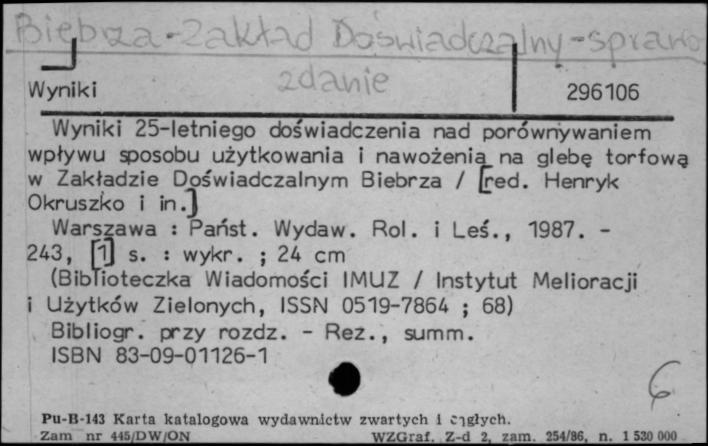 Biebrza - Zakład Doświadczalny - sprawo
zdanie
Wyniki
296106
Wyniki 25-letniego doświadczenia nad porównywaniem
wpływu sposobu użytkowania i nawożenia na glebę torfową
w Zakładzie Doświadczalnym Biebrza / [red. Henryk
Okruszko i in.]
Warszawa : Państ. Wydaw. Rol. i Leś., 1987. -
243, [1] s. : wykr. ; 24 cm
(Biblioteczka Wiadomości IMUZ / Instytut Melioracji
i Użytków Zielonych, ISSN 0519-7864 ; 68)
Bibliogr. przy rozdz. - Rez., summ.
ISBN 83-09-01126-1
6
Pu-B-143 Karta katalogowa wydawnictw zwartych i ciągłych.
Zam nr 445/DW/ON WZGraf. Z-d 2, zam. 254/86, n. 1 530 000